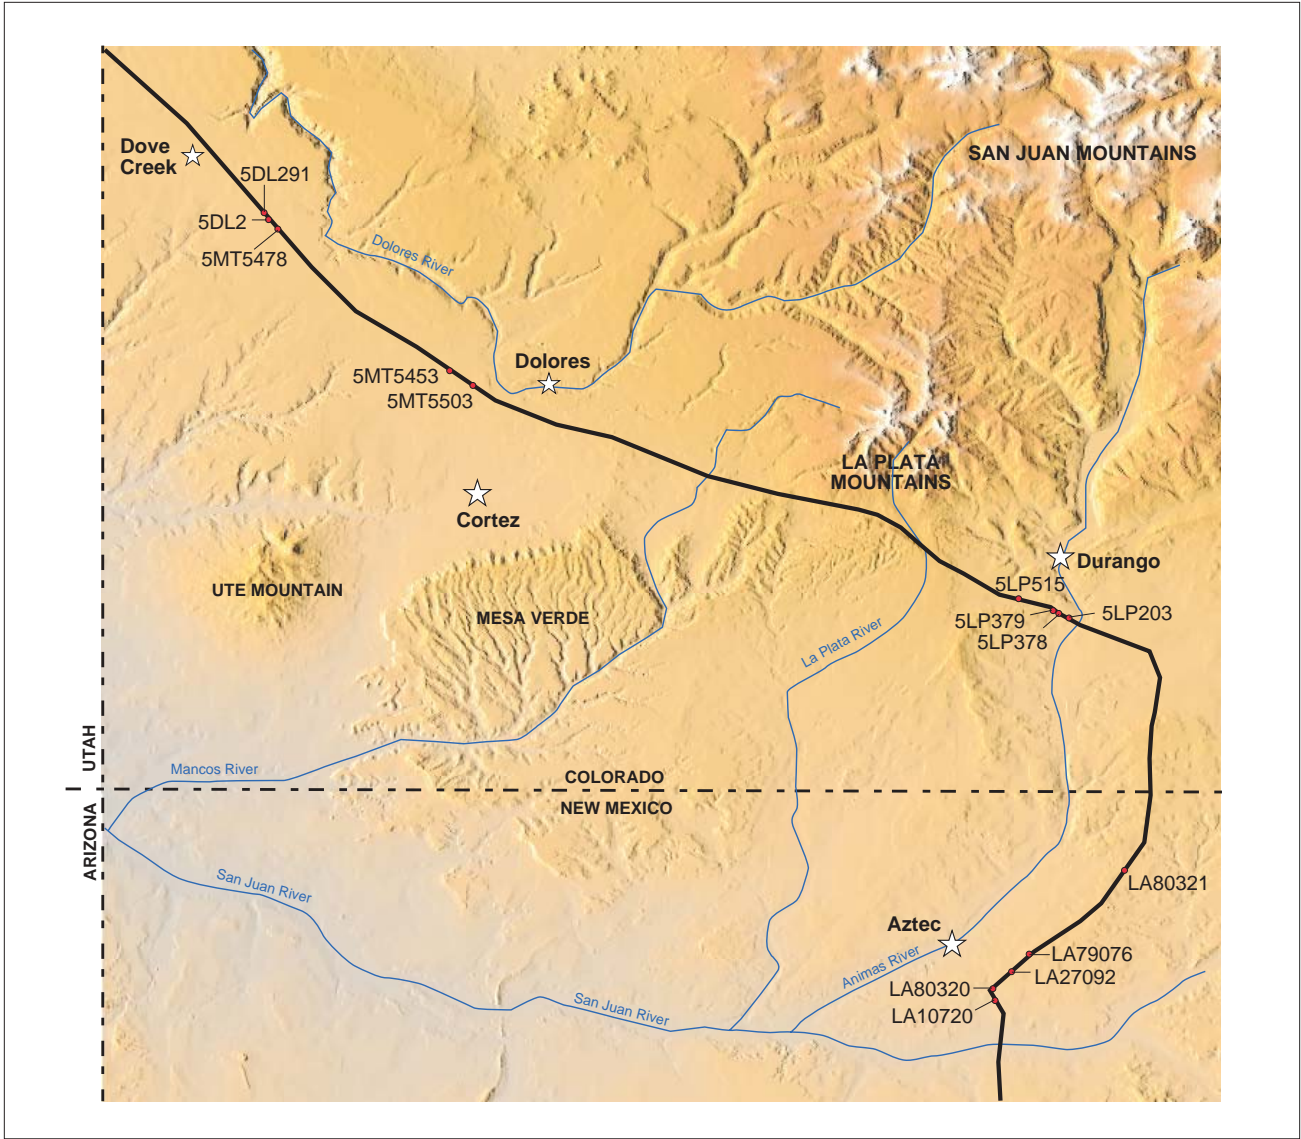 Dove
Creek
5DL291
5DL2
5MT5478
Dolores River
SAN JUAN MOUNTAINS
Dolores
5MT5453
5MT5503
LA PLATA
MOUNTAINS
Cortez
Durango
UTE MOUNTAIN
MESA VERDE
5LP515
5LP379
5LP203
5LP378
La Plata River
UTAH
ARIZONA
Mancos River
COLORADO
NEW MEXICO
San Juan River
LA80321
Aztec
Animas River
LA79076
LA27092
LA80320
LA10720
San Juan River